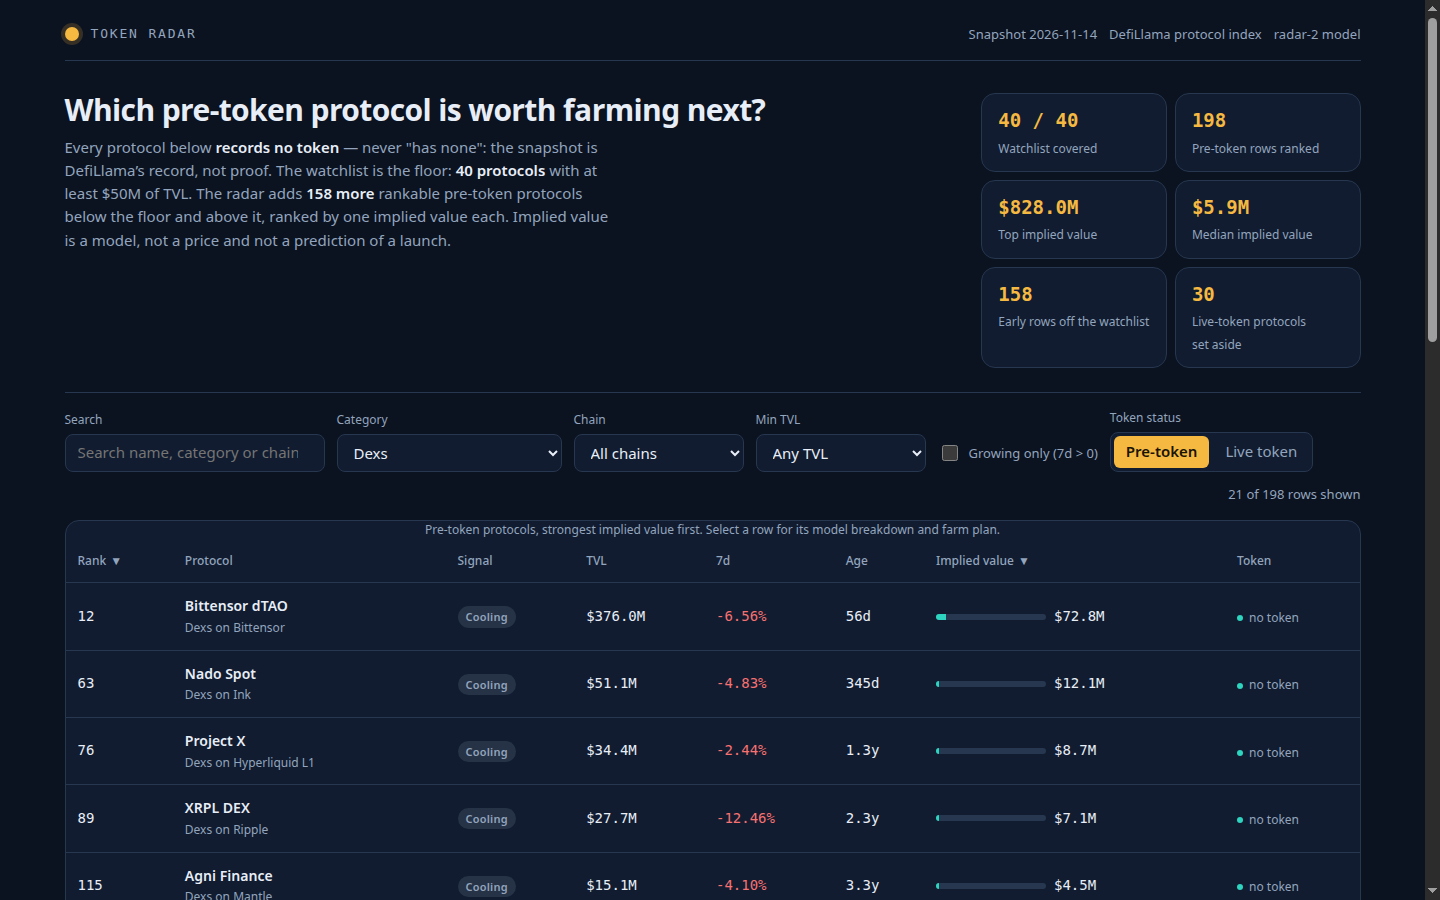 TOKEN RADAR
Snapshot 2026-11-14 DefiLlama protocol index radar-2 model
Which pre-token protocol is worth farming next?
Every protocol below records no token — never "has none": the snapshot is
DefiLlama's record, not proof. The watchlist is the floor: 40 protocols with at
least $50M of TVL. The radar adds 158 more rankable pre-token protocols
below the floor and above it, ranked by one implied value each. Implied value
is a model, not a price and not a prediction of a launch.
40 / 40
Watchlist covered
198
Pre-token rows ranked
$828.0M
Top implied value
$5.9M
Median implied value
158
Early rows off the watchlist
30
Live-token protocols
set aside
Search
Search name, category or chain
Category
Dexs
Chain
All chains
Min TVL
Any TVL
Growing only (7d > 0)
Token status
Pre-token Live token
21 of 198 rows shown
Pre-token protocols, strongest implied value first. Select a row for its model breakdown and farm plan.
Rank ▼ Protocol Signal TVL 7d Age Implied value ▼ Token
12 Bittensor dTAO Cooling $376.0M -6.56% 56d $72.8M no token
Dexs on Bittensor
63 Nado Spot Cooling $51.1M -4.83% 345d $12.1M no token
Dexs on Ink
76 Project X Cooling $34.4M -2.44% 1.3y $8.7M no token
Dexs on Hyperliquid L1
89 XRPL DEX Cooling $27.7M -12.46% 2.3y $7.1M no token
Dexs on Ripple
115 Agni Finance Cooling $15.1M -4.10% 3.3y $4.5M no token
Dexs on Mantle